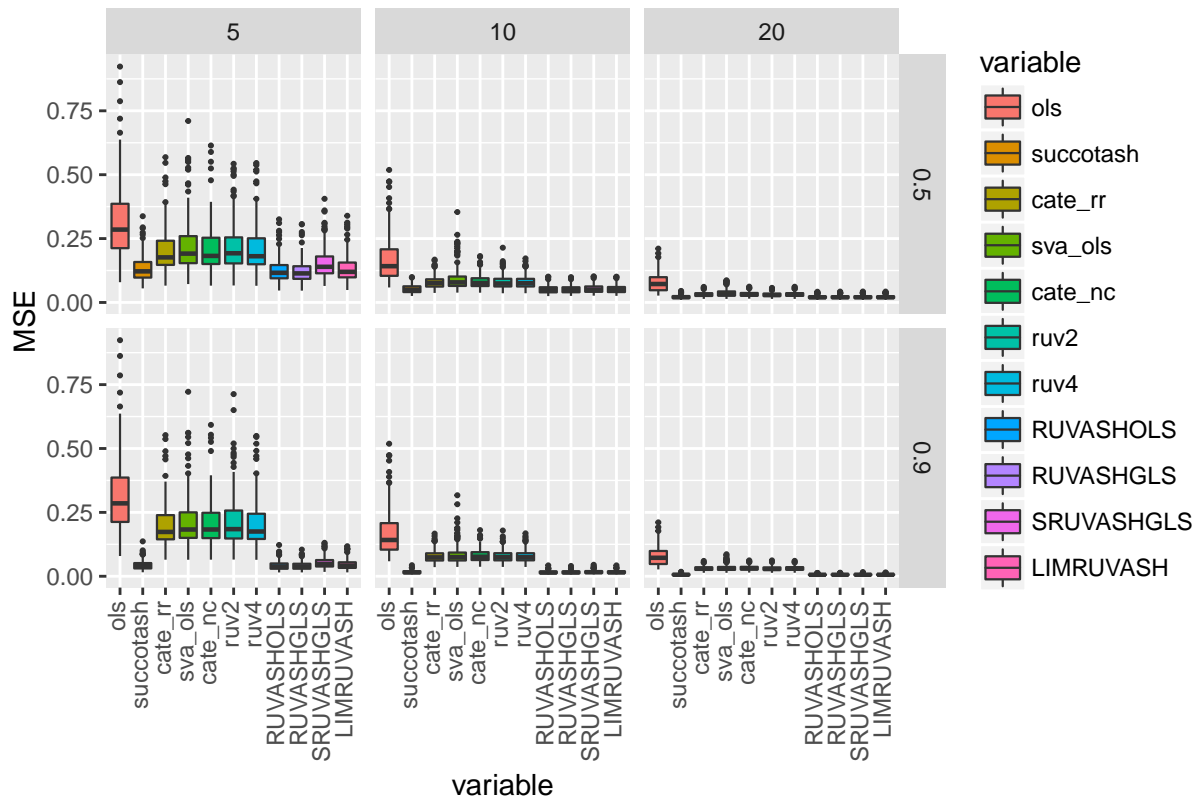 5 10 20
variable
ols
succotash
cate_rr
sva_ols
cate_nc
ruv2
ruv4
RUVASHOLS
RUVASHGLS
SRUVASHGLS
LIMRUVASH
MSE
0.75
0.50
0.25
0.00
0.5
0.75
0.50
0.25
0.00
0.9
ols succotash cate_rr sva_ols cate_nc ruv2 ruv4 RUVASHOLS RUVASHGLS SRUVASHGLS LIMRUVASH
ols succotash cate_rr sva_ols cate_nc ruv2 ruv4 RUVASHOLS RUVASHGLS SRUVASHGLS LIMRUVASH
ols succotash cate_rr sva_ols cate_nc ruv2 ruv4 RUVASHOLS RUVASHGLS SRUVASHGLS LIMRUVASH
variable